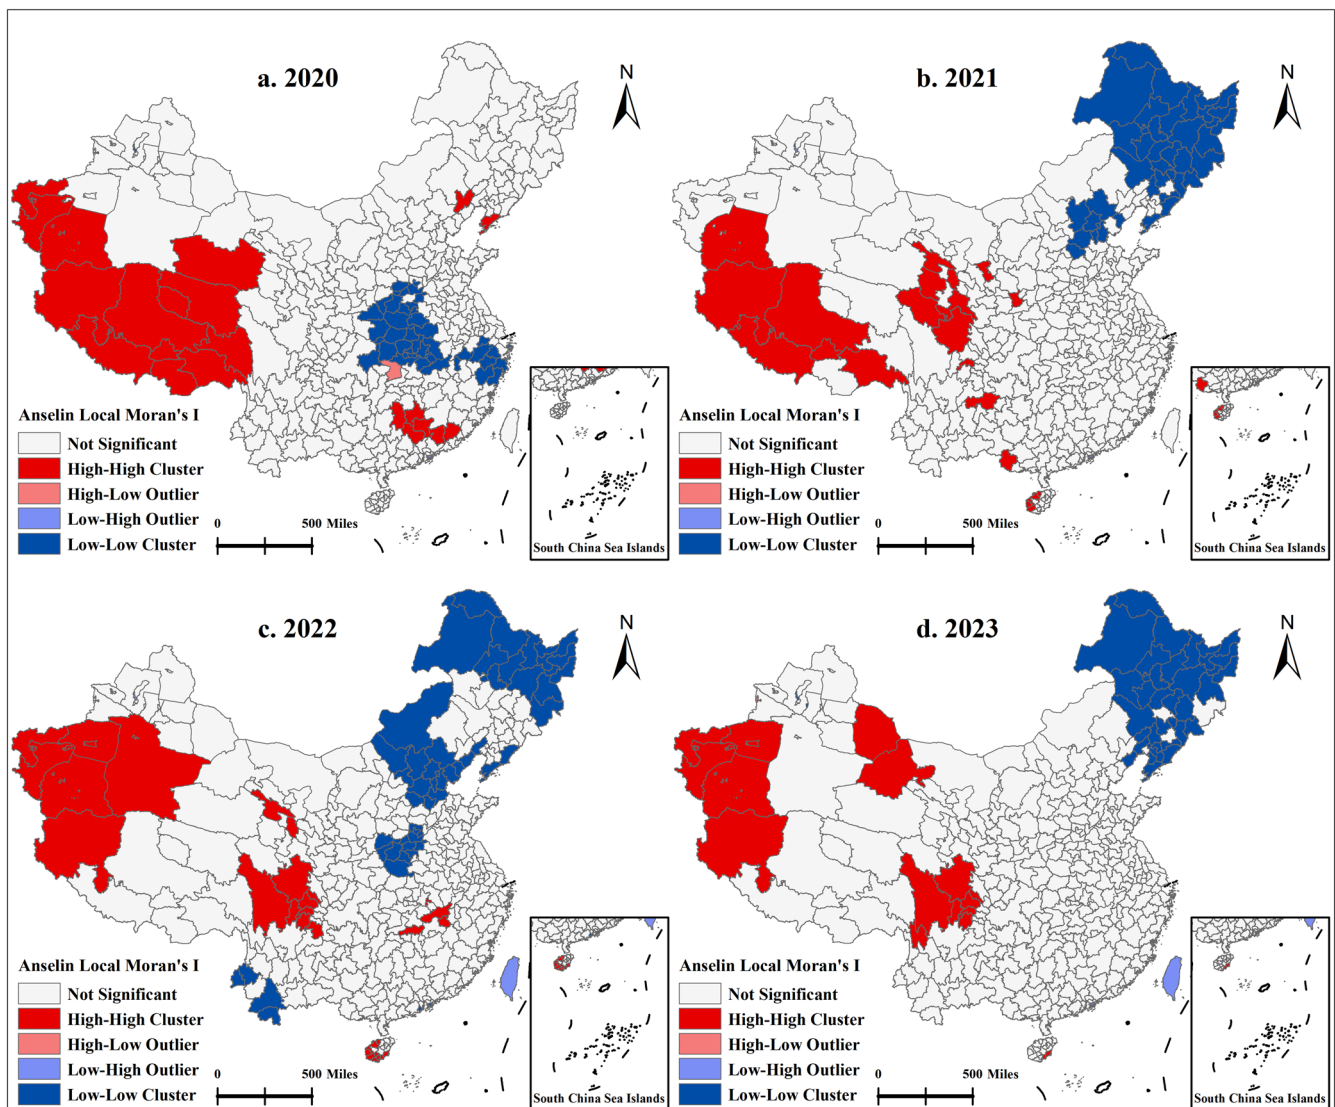 a. 2020
N
Anselin Local Moran's I
Not Significant
High-High Cluster
High-Low Outlier
Low-High Outlier
Low-Low Cluster
0 500 Miles
South China Sea Islands
b. 2021
N
Anselin Local Moran's I
Not Significant
High-High Cluster
High-Low Outlier
Low-High Outlier
Low-Low Cluster
0 500 Miles
South China Sea Islands
c. 2022
N
Anselin Local Moran's I
Not Significant
High-High Cluster
High-Low Outlier
Low-High Outlier
Low-Low Cluster
0 500 Miles
South China Sea Islands
d. 2023
N
Anselin Local Moran's I
Not Significant
High-High Cluster
High-Low Outlier
Low-High Outlier
Low-Low Cluster
0 500 Miles
South China Sea Islands